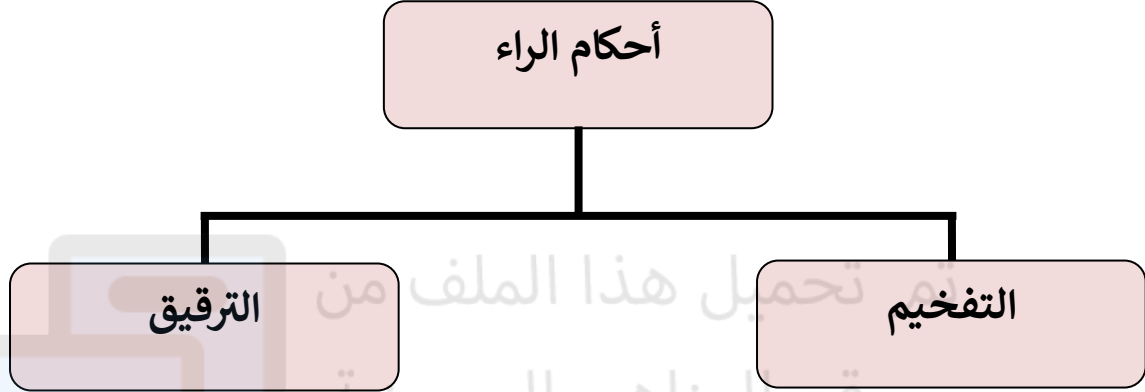 أحكام الراء
التفخيم
الترقيق
تم تحميل هذا الملف من